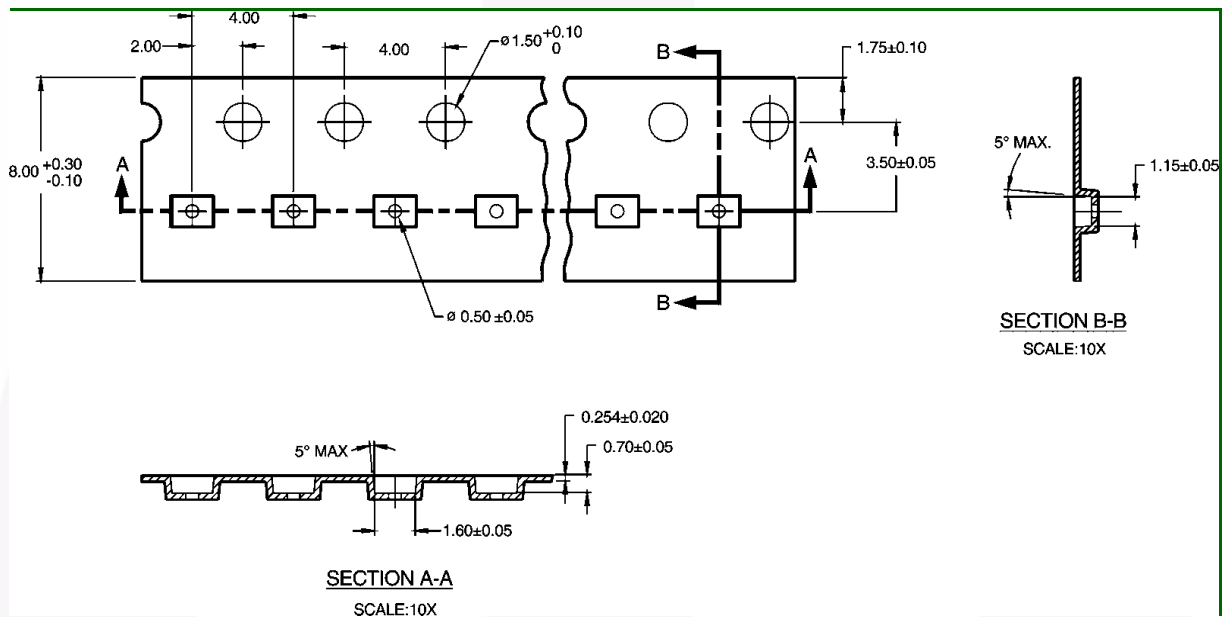 4.00
2.00
4.00
ø1.50 +0.10 0
B
1.75±0.10
8.00 +0.30 -0.10
A
A
3.50±0.05
5° MAX.
1.15±0.05
B
ø 0.50 ±0.05
SECTION B-B
SCALE:10X
0.254±0.020
5° MAX
0.70±0.05
1.60±0.05
SECTION A-A
SCALE:10X